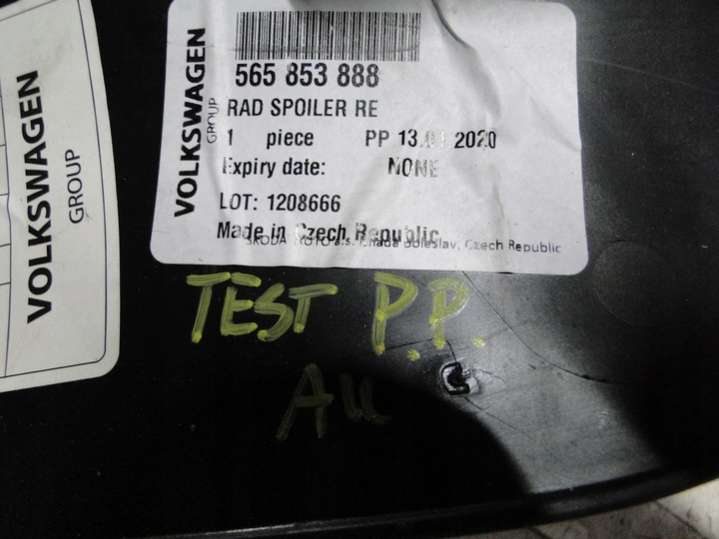 VOLKSWAGEN
GROUP
VOLKSWAGEN
GROUP
565 853 888
RAD SPOILER RE
1 piece PP 2020
Expiry date: NONE
LOT: 1208666
Made in Czech Republic
Czech Republic
TEST P.P.